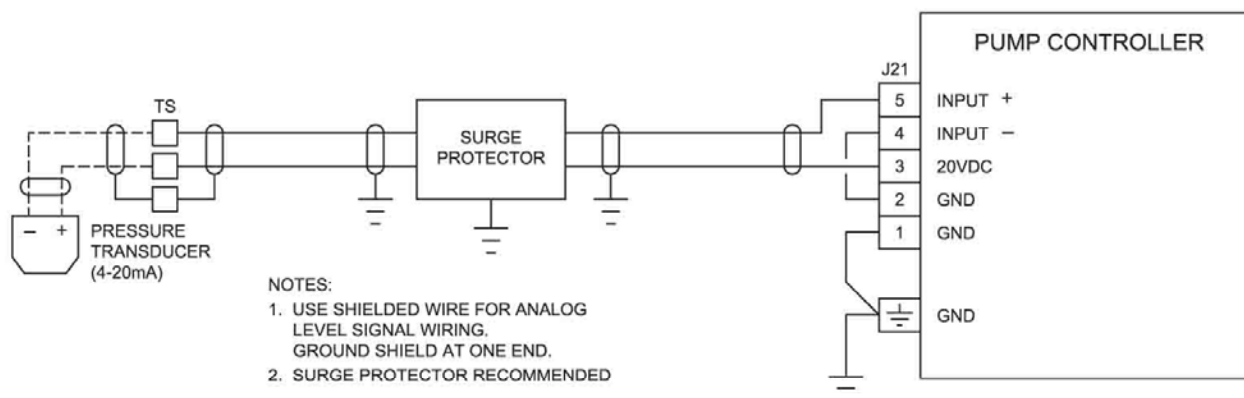 PUMP CONTROLLER
J21
TS
5 INPUT +
4 INPUT −
3 20VDC
2 GND
1 GND
GND
SURGE
PROTECTOR
− +
PRESSURE
TRANSDUCER
(4-20mA)
NOTES:
1. USE SHIELDED WIRE FOR ANALOG
LEVEL SIGNAL WIRING.
GROUND SHIELD AT ONE END.
2. SURGE PROTECTOR RECOMMENDED